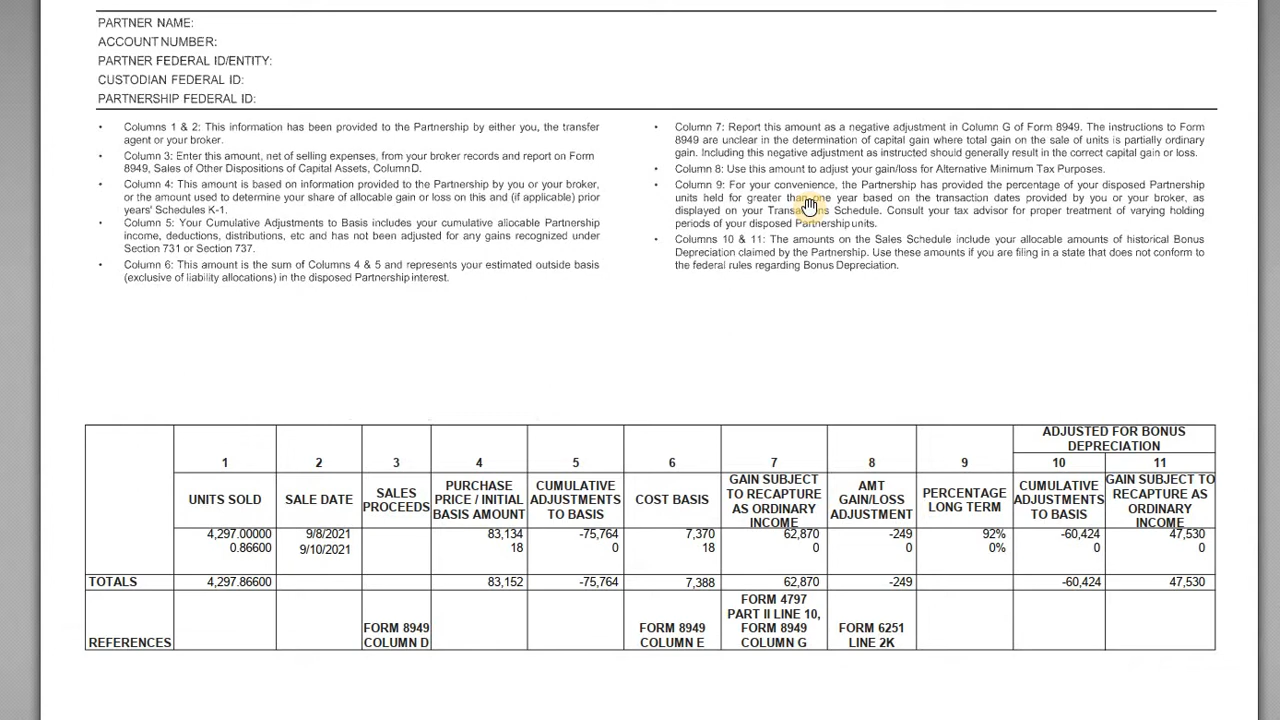 PARTNER NAME:
ACCOUNT NUMBER:
PARTNER FEDERAL ID/ENTITY:
CUSTODIAN FEDERAL ID:
PARTNERSHIP FEDERAL ID:
• Columns 1 & 2: This information has been provided to the Partnership by either you, the transfer
agent or your broker.
• Column 3: Enter this amount, net of selling expenses, from your broker records and report on Form
8949, Sales of Other Dispositions of Capital Assets, Column D.
• Column 4: This amount is based on information provided to the Partnership by you or your broker,
or the amount used to determine your share of allocable gain or loss on this and (if applicable) prior
years' Schedules K-1.
• Column 5: Your Cumulative Adjustments to Basis includes your cumulative allocable Partnership
income, deductions, distributions, etc and has not been adjusted for any gains recognized under
Section 731 or Section 737.
• Column 6: This amount is the sum of Columns 4 & 5 and represents your estimated outside basis
(exclusive of liability allocations) in the disposed Partnership interest.
• Column 7: Report this amount as a negative adjustment in Column G of Form 8949. The instructions to Form
8949 are unclear in the determination of capital gain where total gain on the sale of units is partially ordinary
gain. Including this negative adjustment as instructed should generally result in the correct capital gain or loss.
• Column 8: Use this amount to adjust your gain/loss for Alternative Minimum Tax Purposes.
• Column 9: For your convenience, the Partnership has provided the percentage of your disposed Partnership
units held for greater than one year based on the transaction dates provided by you or your broker, as
displayed on your Transactions Schedule. Consult your tax advisor for proper treatment of varying holding
periods of your disposed Partnership units.
• Columns 10 & 11: The amounts on the Sales Schedule include your allocable amounts of historical Bonus
Depreciation claimed by the Partnership. Use these amounts if you are filing in a state that does not conform to
the federal rules regarding Bonus Depreciation.
ADJUSTED FOR BONUS
DEPRECIATION
1 2 3 4 5 6 7 8 9 10 11
UNITS SOLD
SALE DATE
SALES
PROCEEDS
PURCHASE
PRICE / INITIAL
BASIS AMOUNT
CUMULATIVE
ADJUSTMENTS
TO BASIS
COST BASIS
GAIN SUBJECT
TO RECAPTURE
AS ORDINARY
INCOME
AMT
GAIN/LOSS
ADJUSTMENT
PERCENTAGE
LONG TERM
CUMULATIVE
ADJUSTMENTS
TO BASIS
GAIN SUBJECT TO
RECAPTURE AS
ORDINARY
INCOME
4,297.00000 9/8/2021 83,134 -75,764 7,370 62,870 -249 92% -60,424 47,530
0.86600 9/10/2021 18 0 18 0 0 0% 0 0
TOTALS 4,297.86600 83,152 -75,764 7,388 62,870 -249 -60,424 47,530
REFERENCES
FORM 8949
COLUMN D
FORM 8949
COLUMN E
FORM 4797
PART II LINE 10,
FORM 8949
COLUMN G
FORM 6251
LINE 2K